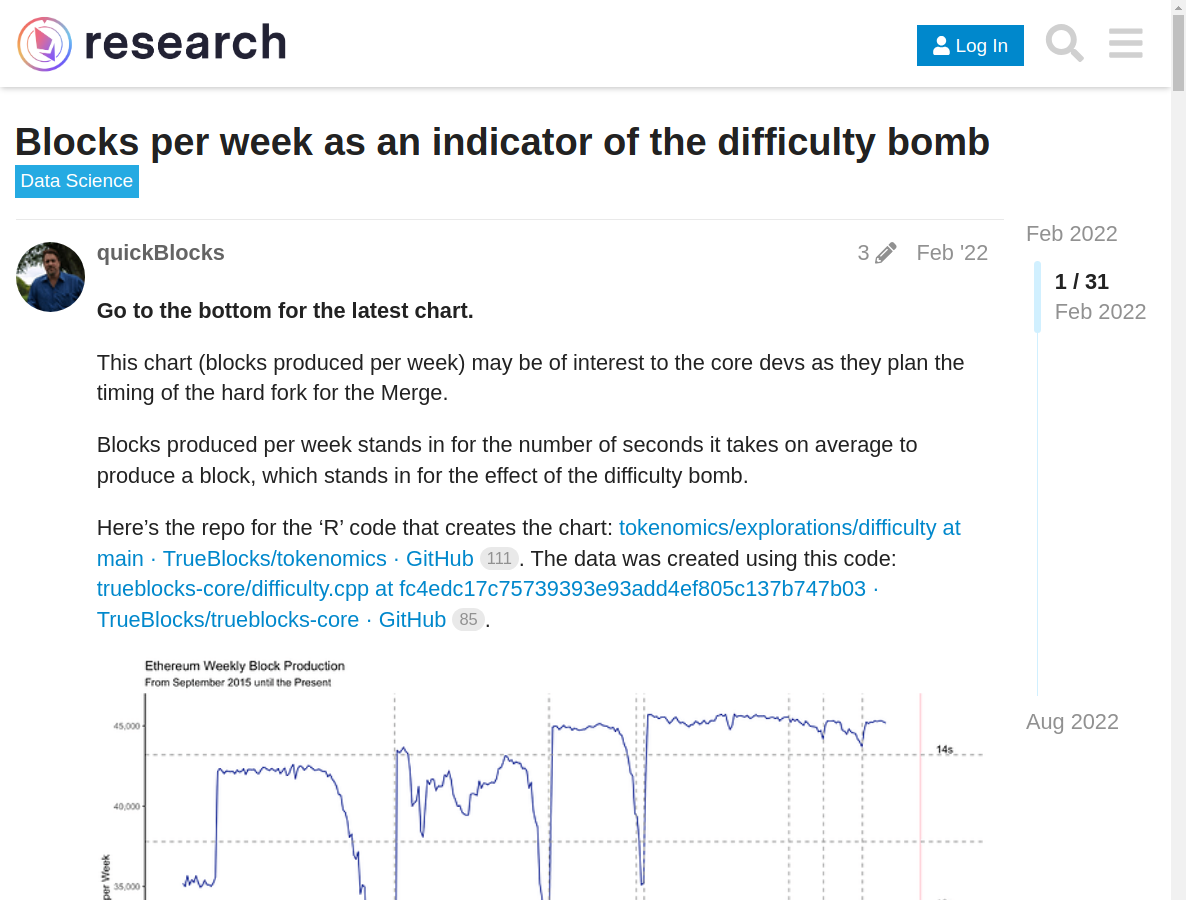 research
Log In
Blocks per week as an indicator of the difficulty bomb
Data Science
quickBlocks
3
Feb '22
Go to the bottom for the latest chart.
This chart (blocks produced per week) may be of interest to the core devs as they plan the
timing of the hard fork for the Merge.
Blocks produced per week stands in for the number of seconds it takes on average to
produce a block, which stands in for the effect of the difficulty bomb.
Here’s the repo for the ‘R’ code that creates the chart: tokenomics/explorations/difficulty at
main · TrueBlocks/tokenomics · GitHub 111. The data was created using this code:
trueblocks-core/difficulty.cpp at fc4edc17c75739393e93add4ef805c137b747b03 ·
TrueBlocks/trueblocks-core · GitHub 85.
Ethereum Weekly Block Production
From September 2015 until the Present
45,000
14s
40,000
35,000
per Week
Feb 2022
1 / 31
Feb 2022
Aug 2022